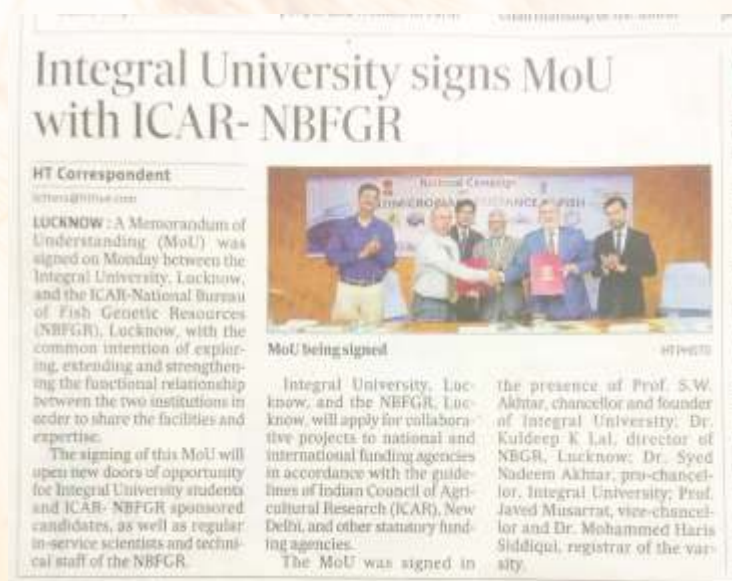 Integral University signs MoU
with ICAR- NBFGR
HT Correspondent
LUCKNOW : A Memorandum of
Understanding (MoU) was
signed on Monday between the
Integral University, Lucknow,
and the ICAR-National Bureau
of Fish Genetic Resources
(NBFGR), Lucknow, with the
common intention of explor-
ing, extending and strengthen-
ing the functional relationship
between the two institutions in
order to share the facilities and
expertise.
The signing of this MoU will
open new doors of opportunity
for Integral University students
and ICAR- NBFGR sponsored
candidates, as well as regular
in-service scientists and techni-
cal staff of the NBFGR.
National Campaign
MoU being signed
HT PHOTO
Integral University, Luc-
know, and the NBFGR, Luc-
know, will apply for collabora-
tive projects to national and
international funding agencies
in accordance with the guide-
lines of Indian Council of Agri-
cultural Research (ICAR), New
Delhi, and other statutory fund-
ing agencies.
The MoU was signed in
the presence of Prof. S.W.
Akhtar, chancellor and founder
of Integral University; Dr.
Kuldeep K Lal, director of
NBGR, Lucknow; Dr. Syed
Nadeem Akhtar, pro-chancel-
lor, Integral University; Prof.
Javed Musarrat, vice-chancel-
lor and Dr. Mohammed Haris
Siddiqui, registrar of the var-
sity.